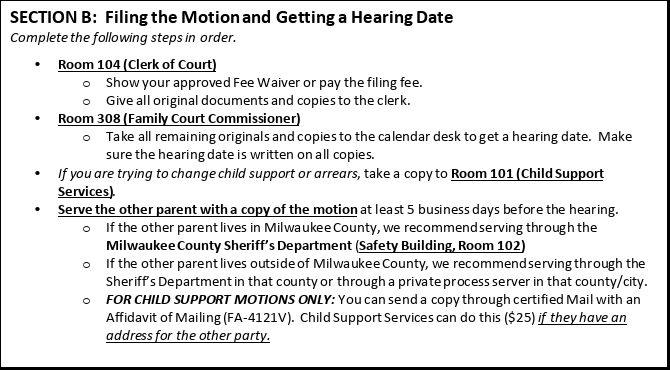 SECTION B:  Filing the Motion and Getting a Hearing Date
Complete the following steps in order.
• Room 104 (Clerk of Court)
o Show your approved Fee Waiver or pay the filing fee.
o Give all original documents and copies to the clerk.
• Room 308 (Family Court Commissioner)
o Take all remaining originals and copies to the calendar desk to get a hearing date.  Make
sure the hearing date is written on all copies.
• If you are trying to change child support or arrears, take a copy to Room 101 (Child Support
Services).
• Serve the other parent with a copy of the motion at least 5 business days before the hearing.
o If the other parent lives in Milwaukee County, we recommend serving through the
Milwaukee County Sheriff's Department (Safety Building, Room 102)
o If the other parent lives outside of Milwaukee County, we recommend serving through the
Sheriff's Department in that county or through a private process server in that county/city.
o FOR CHILD SUPPORT MOTIONS ONLY: You can send a copy through certified Mail with an
Affidavit of Mailing (FA-4121V).  Child Support Services can do this ($25) if they have an
address for the other party.